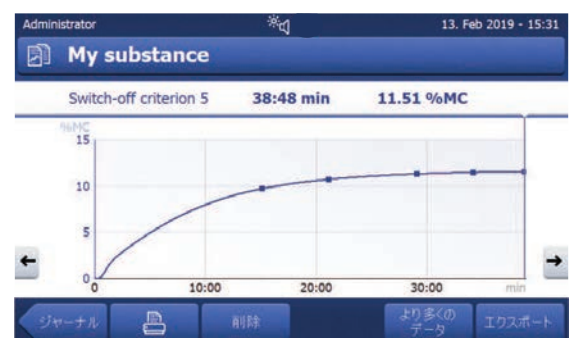 Administrator 13. Feb 2019 - 15:31
My substance
Switch-off criterion 5 38:48 min 11.51 %MC
%MC
15
10
5
0
0 10:00 20:00 30:00 min
ジャーナル 削除 より多くの
データ エクスポート